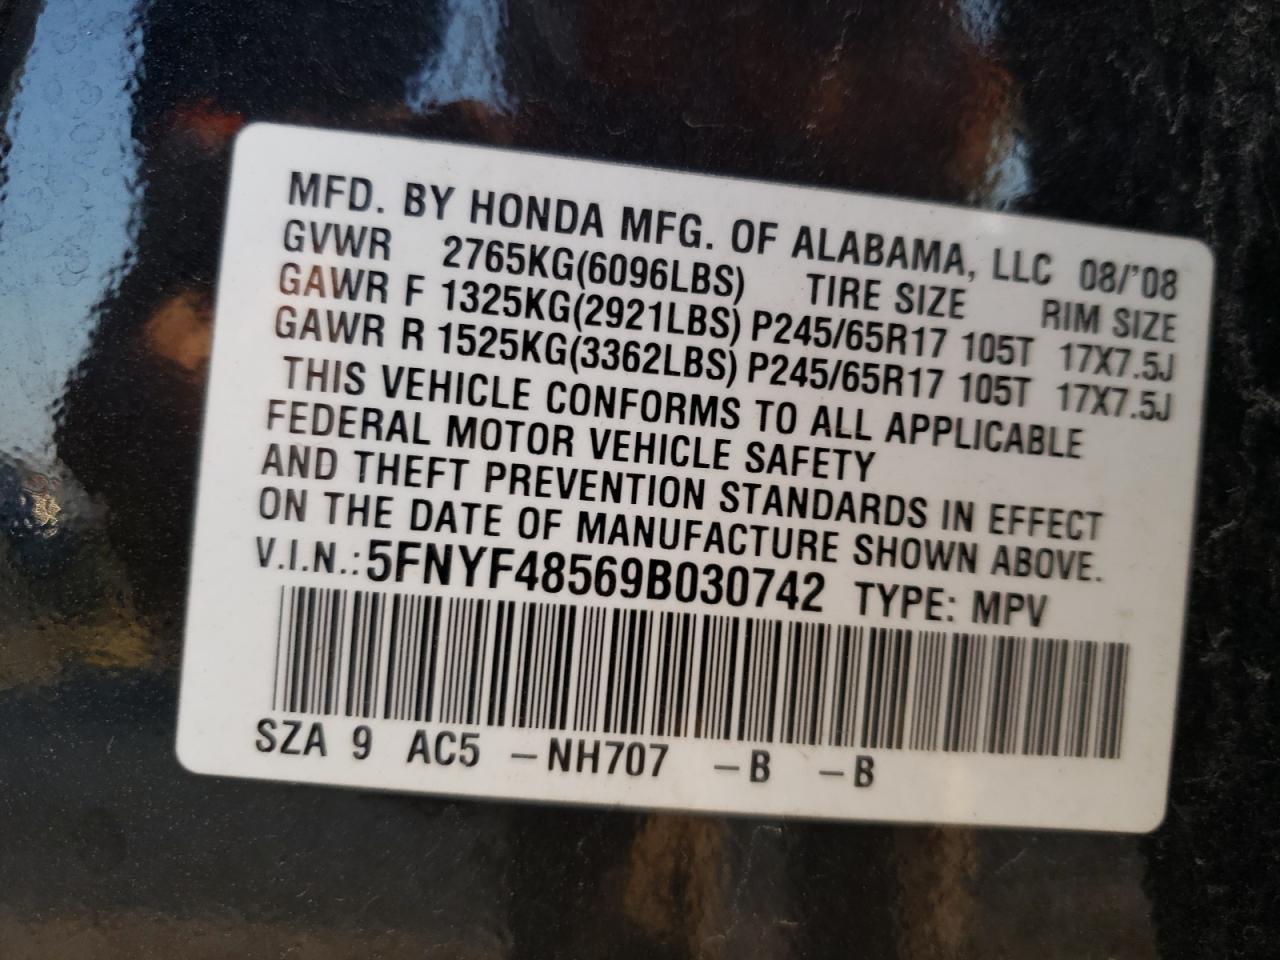 MFD. BY HONDA MFG. OF ALABAMA, LLC 08/'08
GVWR 2765KG(6096LBS) TIRE SIZE RIM SIZE
GAWR F 1325KG(2921LBS) P245/65R17 105T 17X7.5J
GAWR R 1525KG(3362LBS) P245/65R17 105T 17X7.5J
THIS VEHICLE CONFORMS TO ALL APPLICABLE
FEDERAL MOTOR VEHICLE SAFETY
AND THEFT PREVENTION STANDARDS IN EFFECT
ON THE DATE OF MANUFACTURE SHOWN ABOVE.
V.I.N.: 5FNYF48569B030742 TYPE: MPV
SZA 9 AC5 –NH707 –B –B